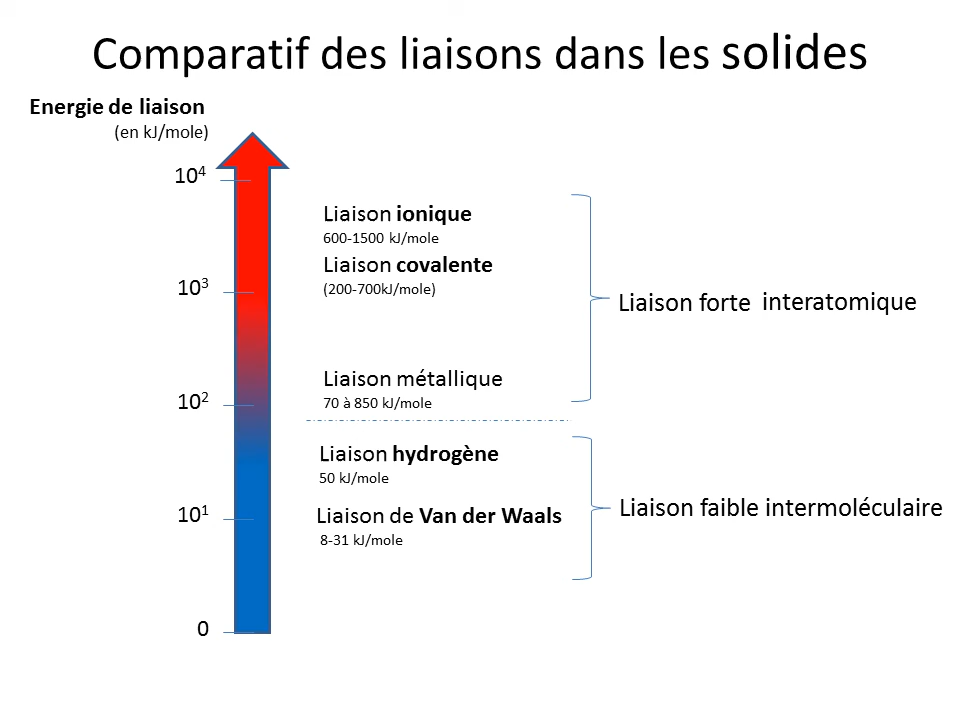 Comparatif des liaisons dans les solides
Energie de liaison
(en kJ/mole)
10⁴
Liaison ionique
600-1500 kJ/mole
Liaison covalente
(200-700kJ/mole)
10³
Liaison forte interatomique
Liaison métallique
70 à 850 kJ/mole
10²
Liaison hydrogène
50 kJ/mole
10¹
Liaison de Van der Waals
8-31 kJ/mole
Liaison faible intermoléculaire
0